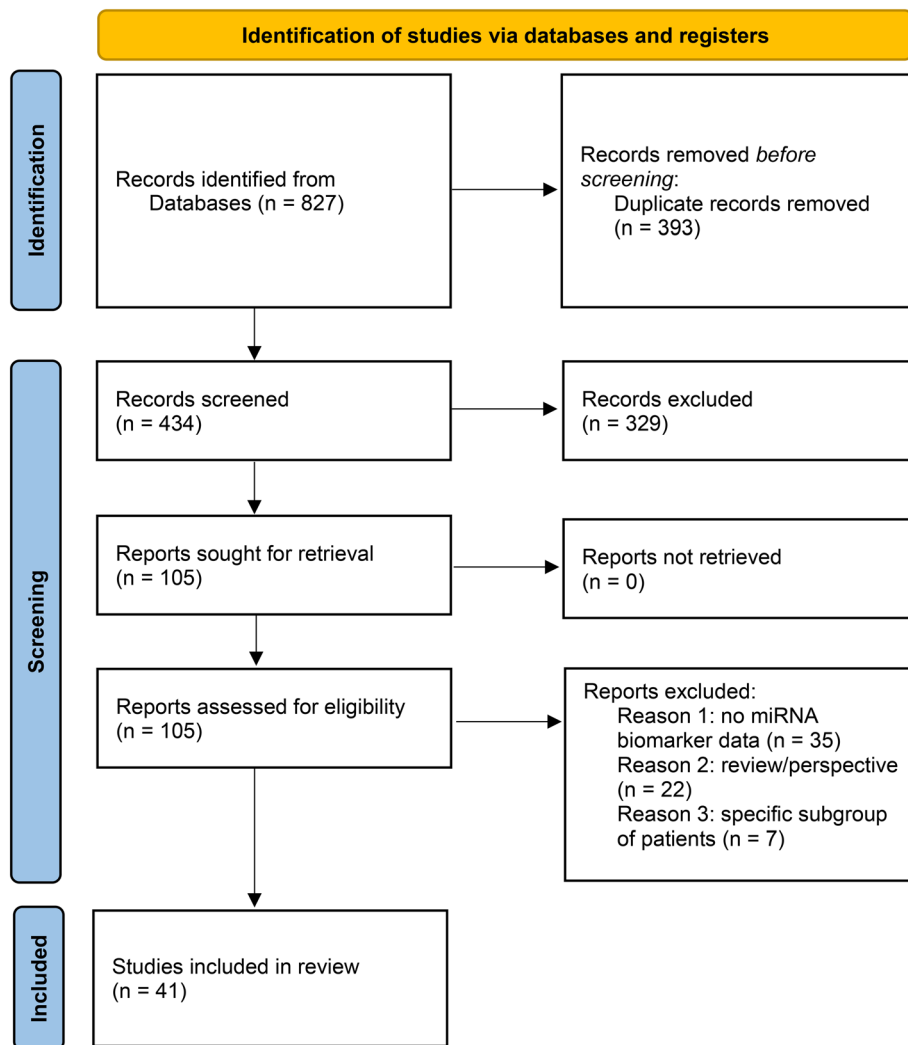 Identification of studies via databases and registers
Identification
Records identified from
Databases (n = 827)
Records removed before
screening:
Duplicate records removed
(n = 393)
Screening
Records screened
(n = 434)
Records excluded
(n = 329)
Reports sought for retrieval
(n = 105)
Reports not retrieved
(n = 0)
Reports assessed for eligibility
(n = 105)
Reports excluded:
Reason 1: no miRNA
biomarker data (n = 35)
Reason 2: review/perspective
(n = 22)
Reason 3: specific subgroup
of patients (n = 7)
Included
Studies included in review
(n = 41)